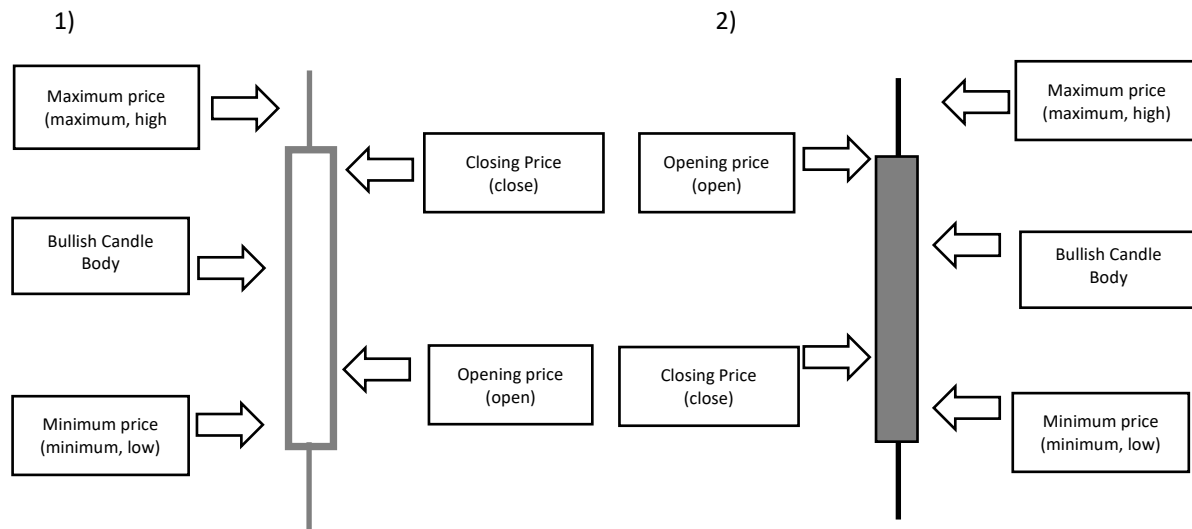 1)
2)
Maximum price
(maximum, high
Maximum price
(maximum, high)
Closing Price
(close)
Opening price
(open)
Bullish Candle
Body
Bullish Candle
Body
Opening price
(open)
Closing Price
(close)
Minimum price
(minimum, low)
Minimum price
(minimum, low)